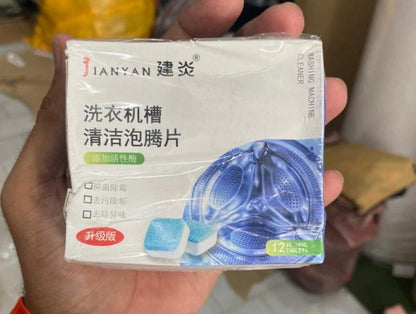 JIANYAN 建炎®
WASHING MACHINE
CLEANER
洗衣机槽
清洁泡腾片
添加活性酶
抑菌除霉
去污除垢
去除异味
升级版
12
TABLETS